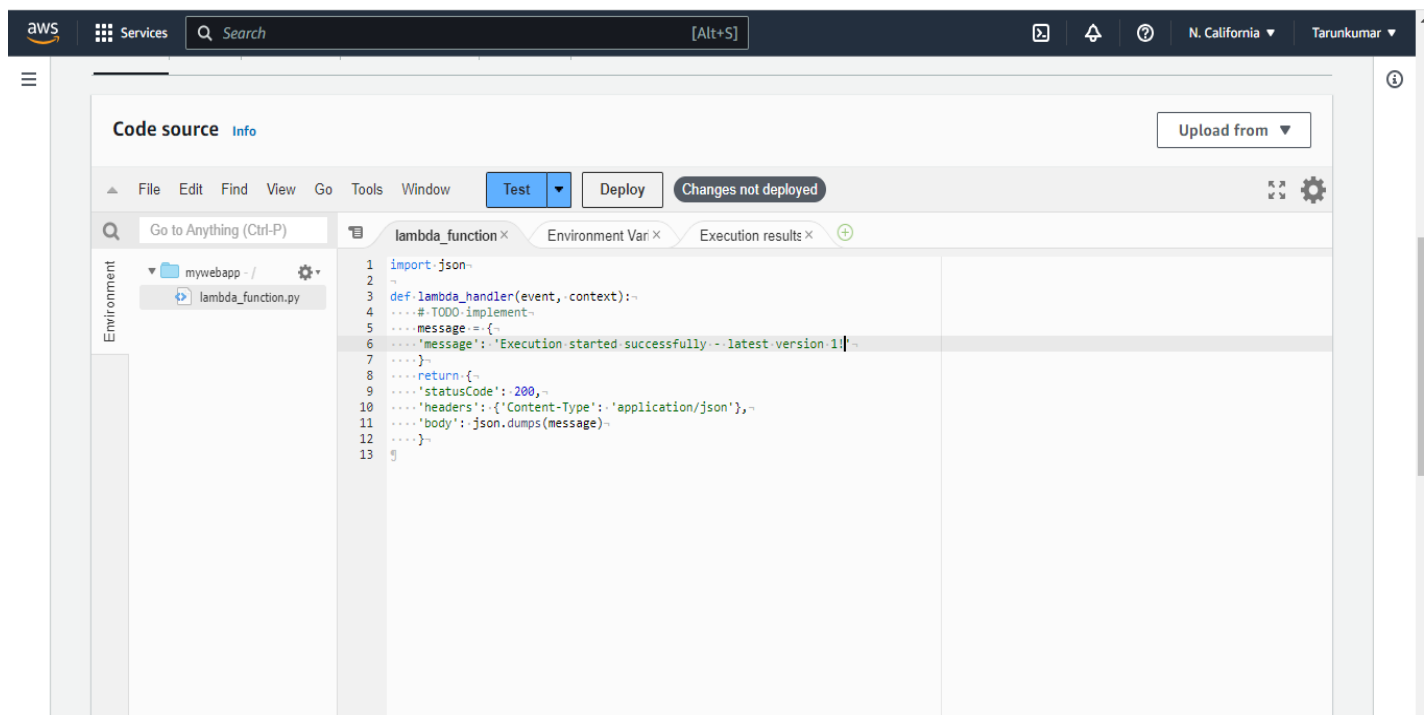 aws Services Search [Alt+S] N. California Tarunkumar
Code source Info Upload from
File Edit Find View Go Tools Window Test Deploy Changes not deployed
Go to Anything (Ctrl-P) lambda_function × Environment Vari × Execution results ×
Environment
mywebapp - /
lambda_function.py
1 import json
2
3 def lambda_handler(event, context):
4     # TODO implement
5     message = {
6     'message': 'Execution started successfully - latest version 1!'
7     }
8     return {
9     'statusCode': 200,
10     'headers': {'Content-Type': 'application/json'},
11     'body': json.dumps(message)
12     }
13